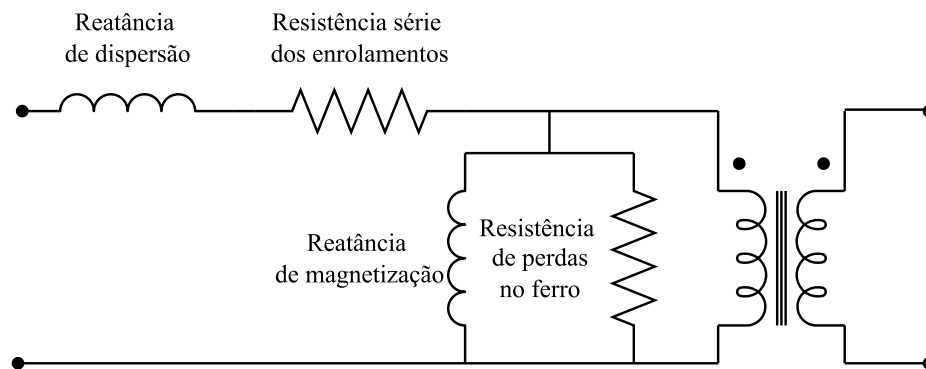 Reatância
de dispersão
Resistência série
dos enrolamentos
Reatância
de magnetização
Resistência
de perdas
no ferro